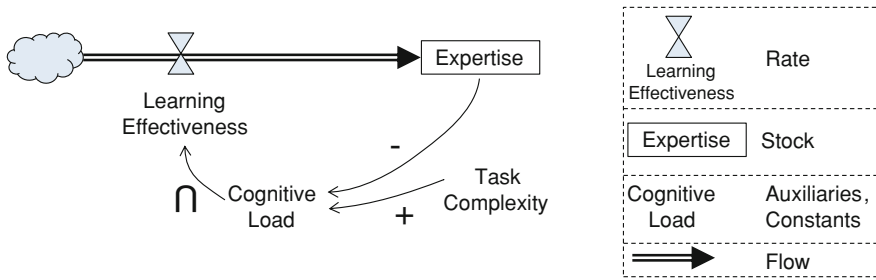 Expertise
Learning
Effectiveness
-
Task
Complexity
Cognitive
Load
∩
+
Learning
Effectiveness
Rate
Expertise
Stock
Cognitive
Load
Auxiliaries,
Constants
Flow